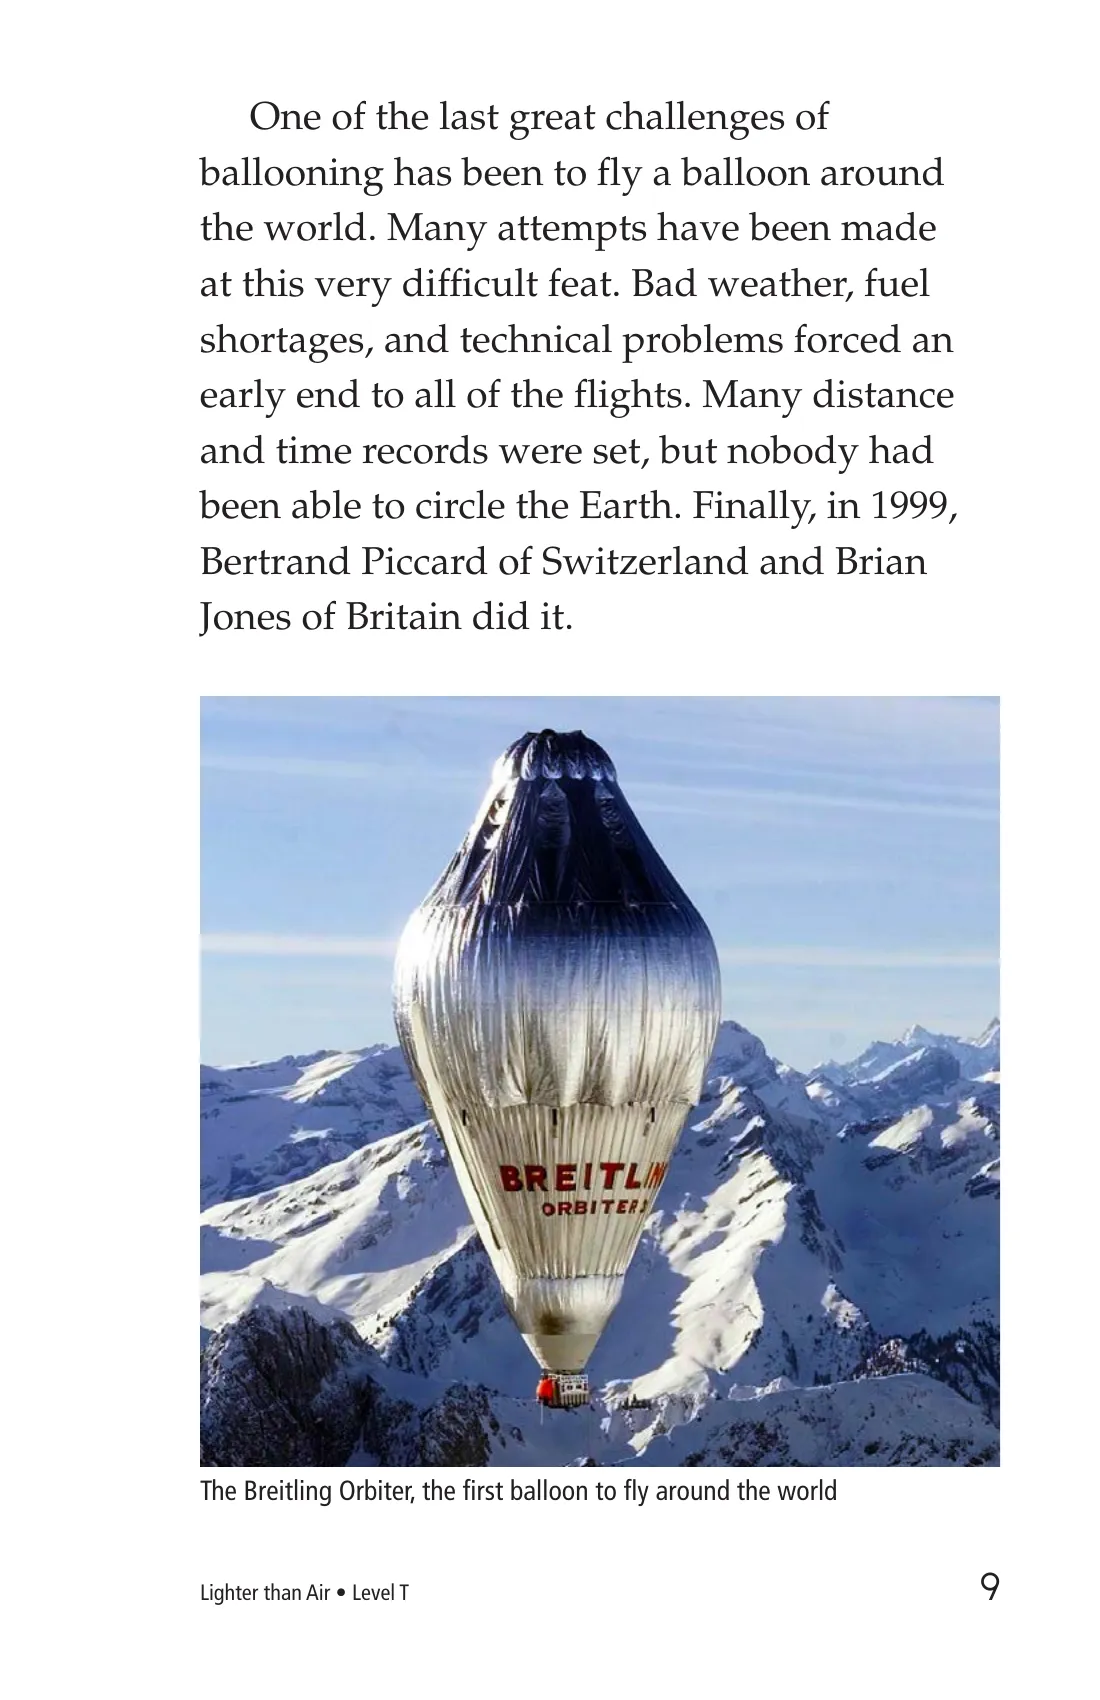 One of the last great challenges of
ballooning has been to fly a balloon around
the world. Many attempts have been made
at this very difficult feat. Bad weather, fuel
shortages, and technical problems forced an
early end to all of the flights. Many distance
and time records were set, but nobody had
been able to circle the Earth. Finally, in 1999,
Bertrand Piccard of Switzerland and Brian
Jones of Britain did it.
BREITLIN
ORBITER 3
The Breitling Orbiter, the first balloon to fly around the world
Lighter than Air • Level T
9